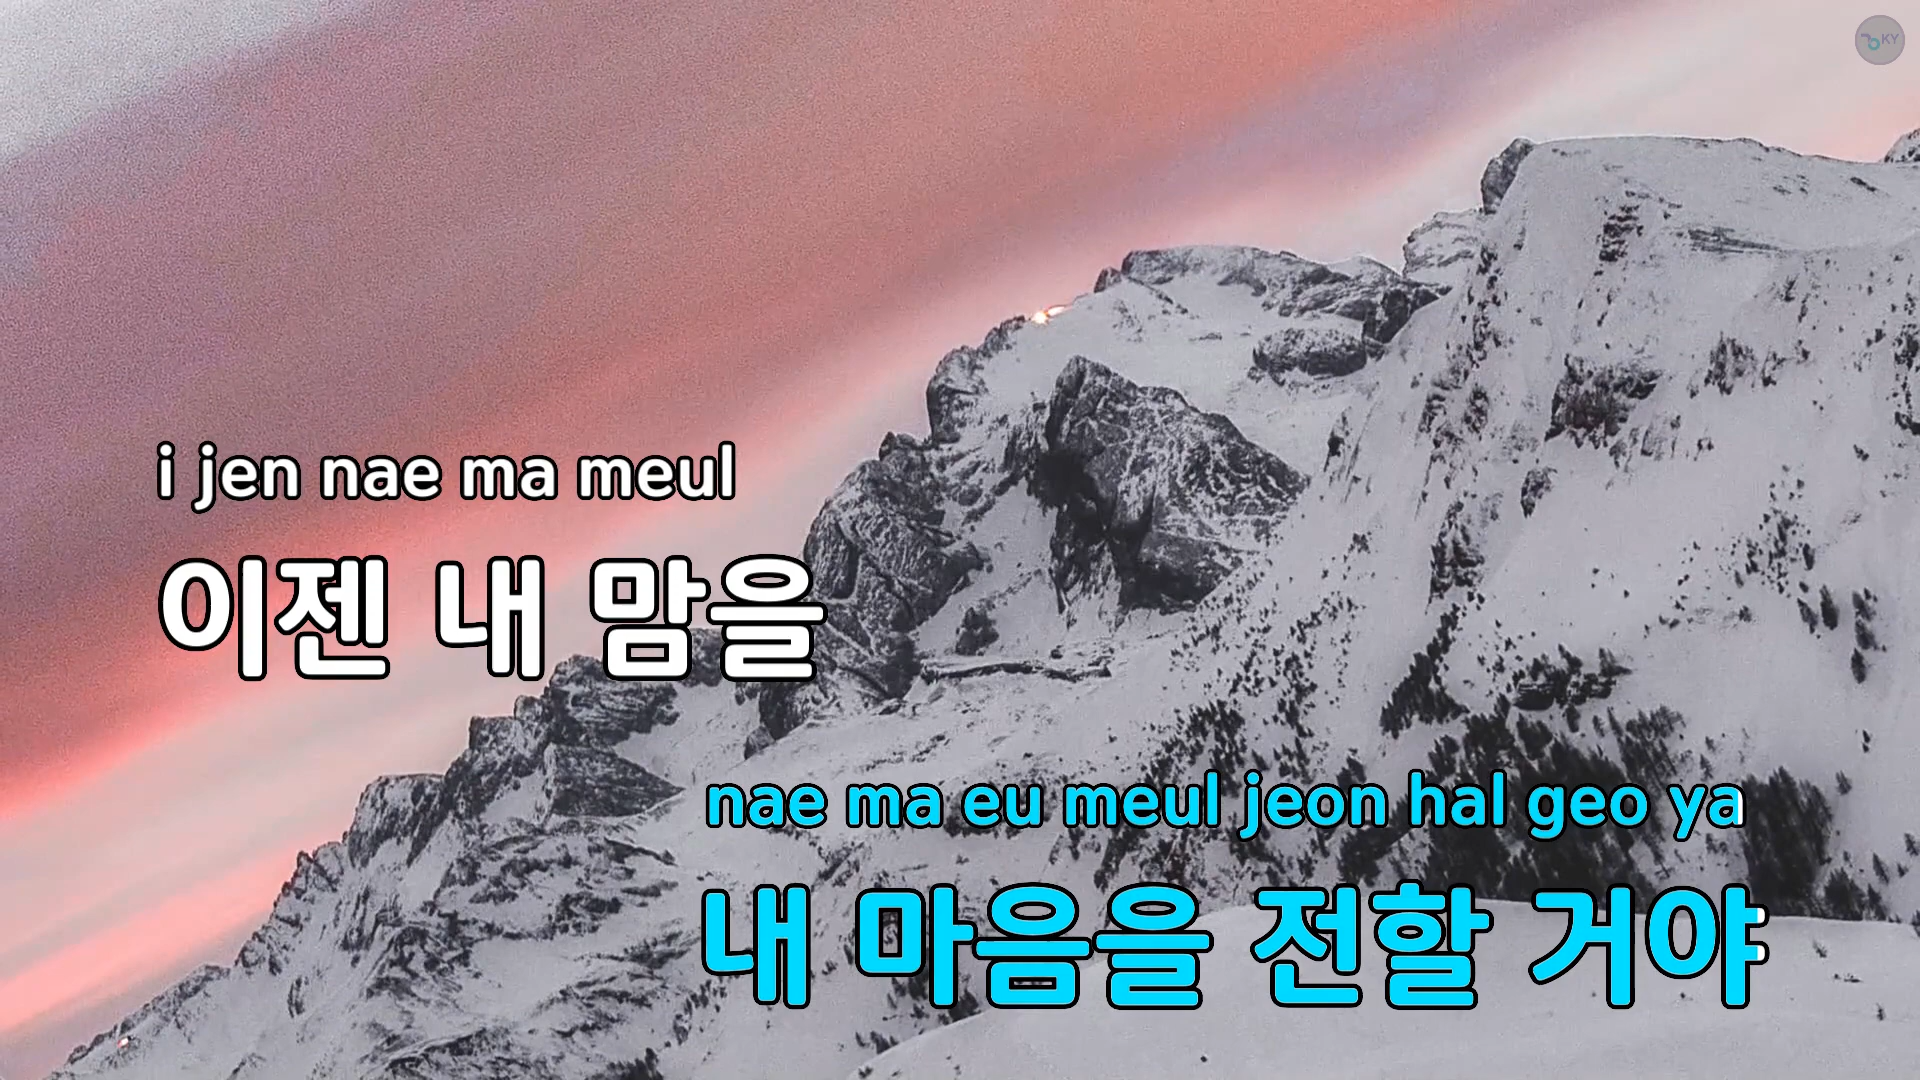 KY
i jen nae ma meul
이젠 내 맘을
nae ma eu meul jeon hal geo ya
내 마음을 전할 거야